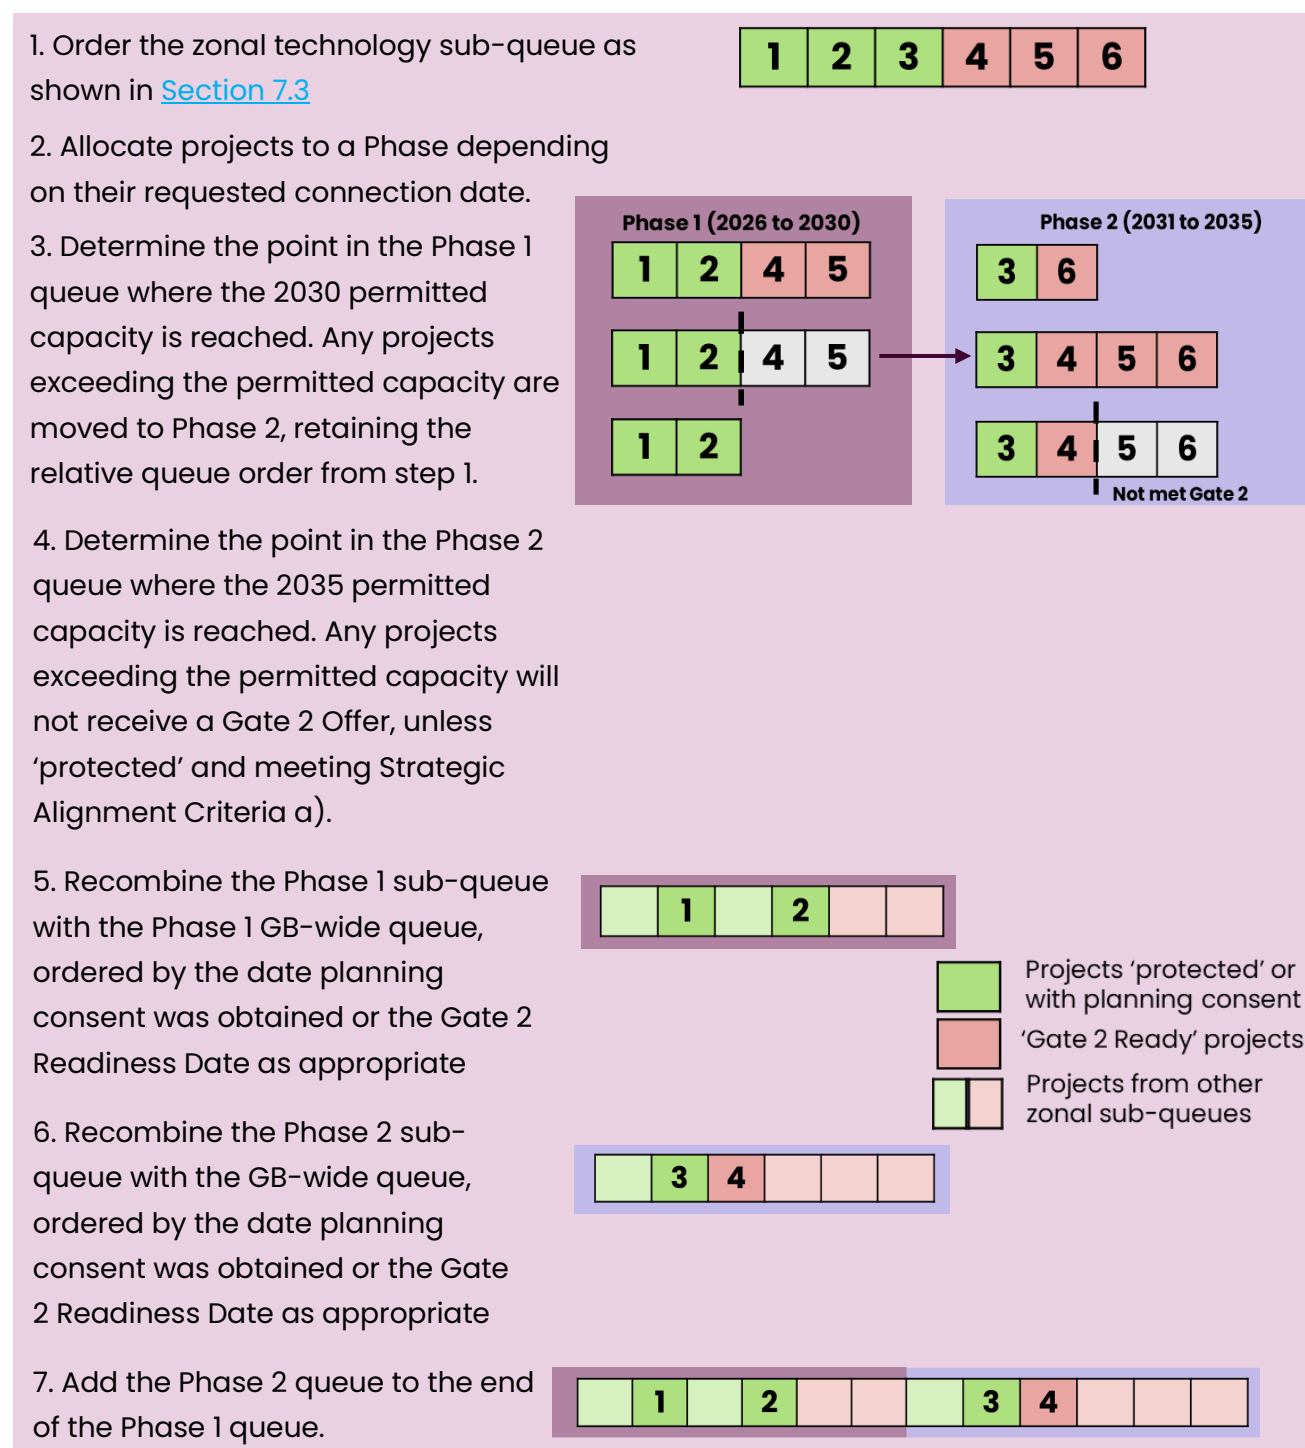 1. Order the zonal technology sub-queue as
shown in Section 7.3
1 2 3 4 5 6
2. Allocate projects to a Phase depending
on their requested connection date.
Phase 1 (2026 to 2030)
1 2 4 5
1 2 4 5
1 2
Phase 2 (2031 to 2035)
3 6
3 4 5 6
3 4 5 6
Not met Gate 2
3. Determine the point in the Phase 1
queue where the 2030 permitted
capacity is reached. Any projects
exceeding the permitted capacity are
moved to Phase 2, retaining the
relative queue order from step 1.
4. Determine the point in the Phase 2
queue where the 2035 permitted
capacity is reached. Any projects
exceeding the permitted capacity will
not receive a Gate 2 Offer, unless
‘protected’ and meeting Strategic
Alignment Criteria a).
5. Recombine the Phase 1 sub-queue
with the Phase 1 GB-wide queue,
ordered by the date planning
consent was obtained or the Gate 2
Readiness Date as appropriate
1 2
Projects ‘protected’ or
with planning consent
‘Gate 2 Ready’ projects
Projects from other
zonal sub-queues
6. Recombine the Phase 2 sub-
queue with the GB-wide queue,
ordered by the date planning
consent was obtained or the Gate
2 Readiness Date as appropriate
3 4
7. Add the Phase 2 queue to the end
of the Phase 1 queue.
1 2 3 4